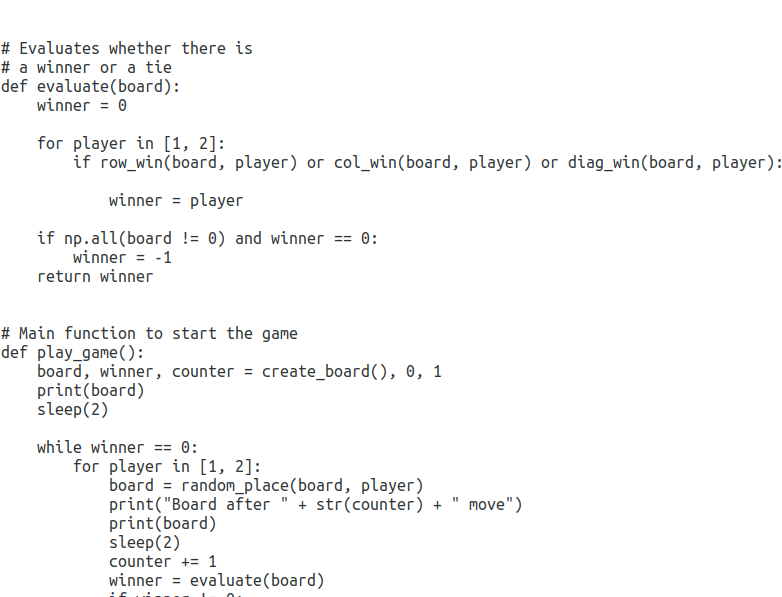 # Evaluates whether there is
# a winner or a tie
def evaluate(board):
    winner = 0

    for player in [1, 2]:
        if row_win(board, player) or col_win(board, player) or diag_win(board, player):

            winner = player

    if np.all(board != 0) and winner == 0:
        winner = -1
    return winner


# Main function to start the game
def play_game():
    board, winner, counter = create_board(), 0, 1
    print(board)
    sleep(2)

    while winner == 0:
        for player in [1, 2]:
            board = random_place(board, player)
            print("Board after " + str(counter) + " move")
            print(board)
            sleep(2)
            counter += 1
            winner = evaluate(board)
            if winner != 0: